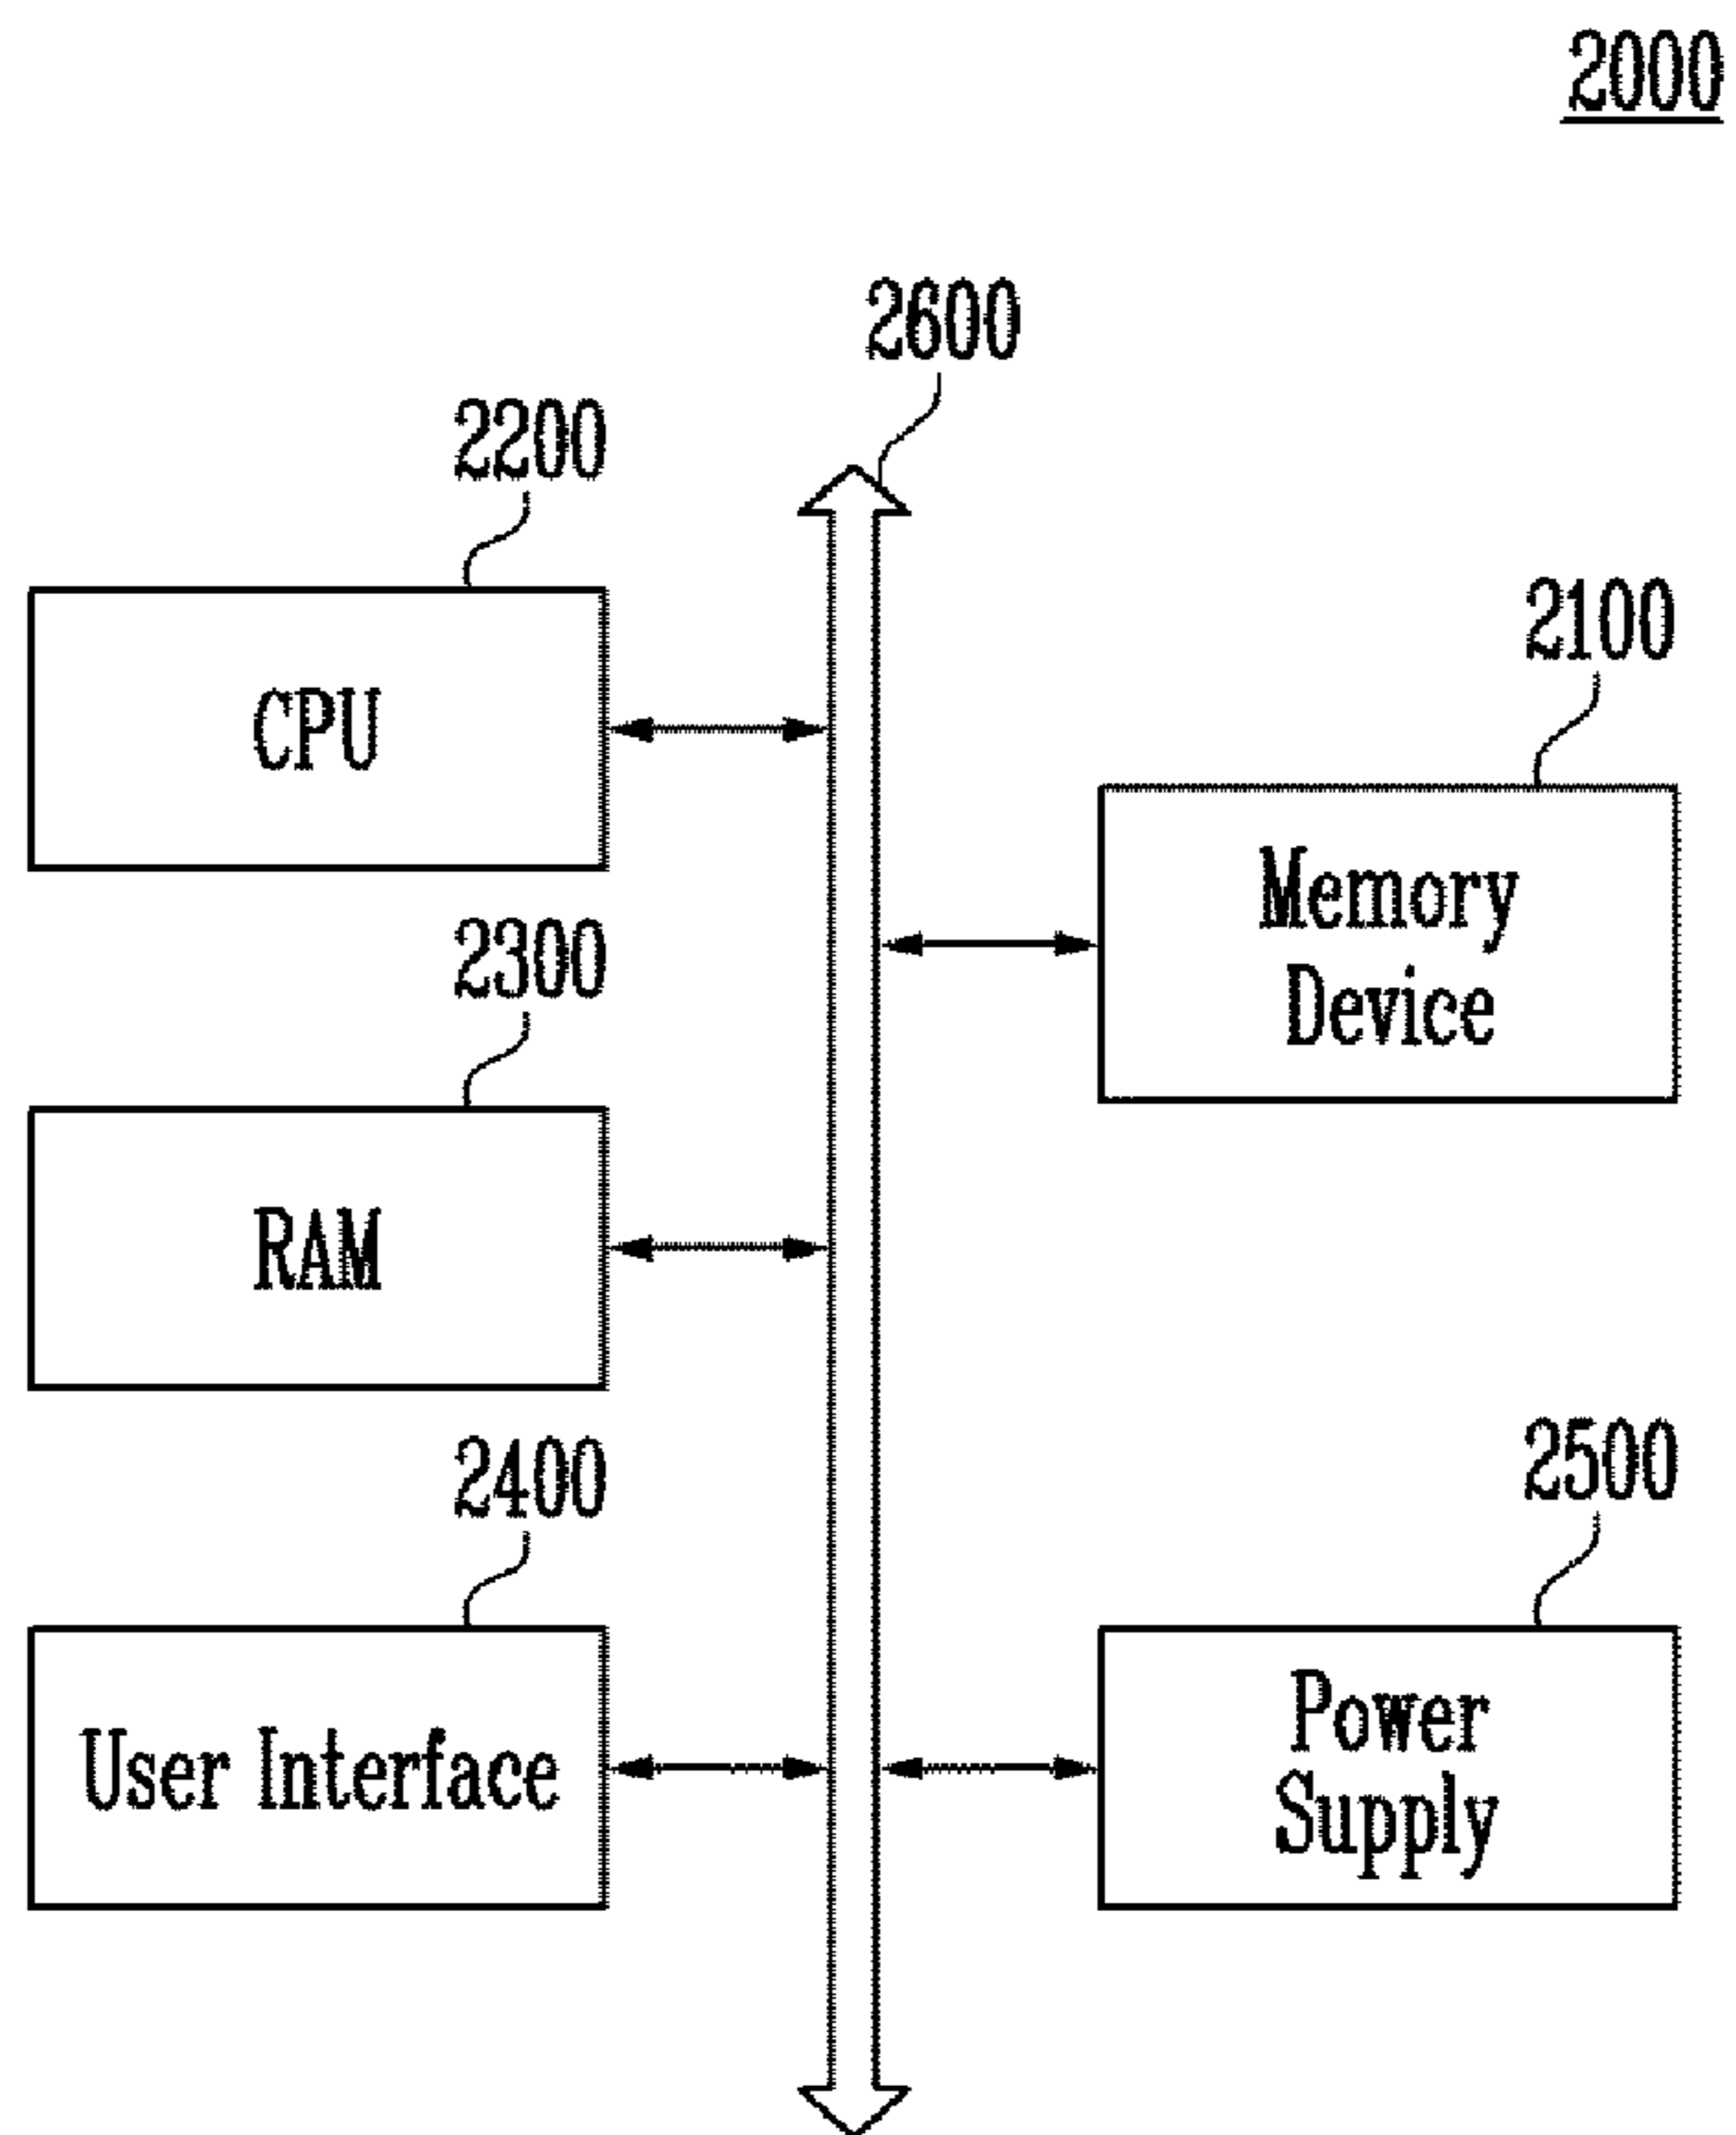 2000
2600
2200
CPU
2100
Memory
Device
2300
RAM
2400
User Interface
2500
Power
Supply